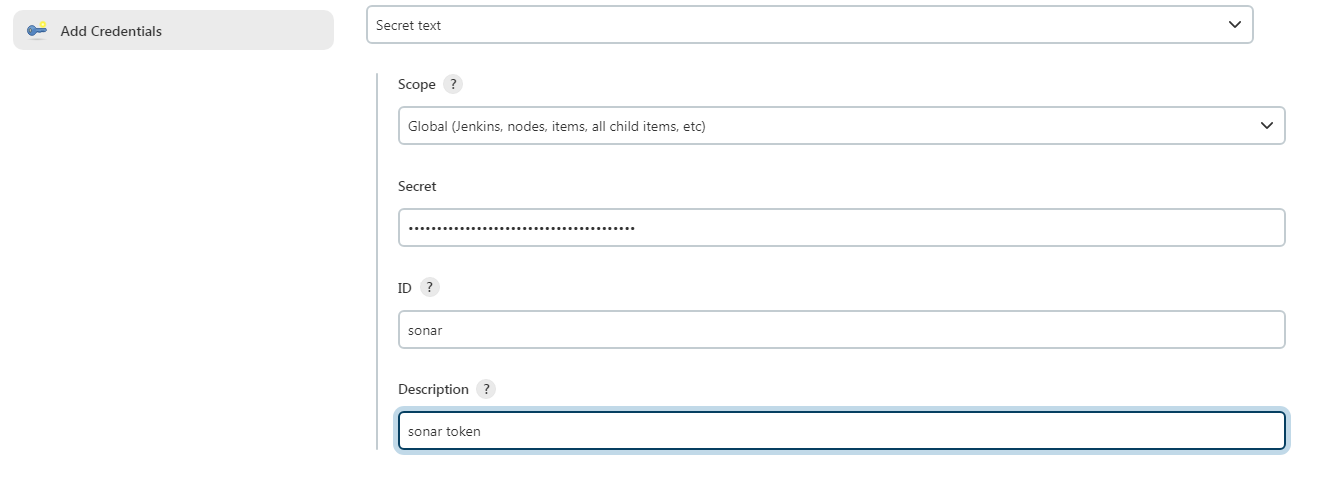 Add Credentials
Secret text
Scope ?
Global (Jenkins, nodes, items, all child items, etc)
Secret
••••••••••••••••••••••••••••••••••••••••
ID ?
sonar
Description ?
sonar token